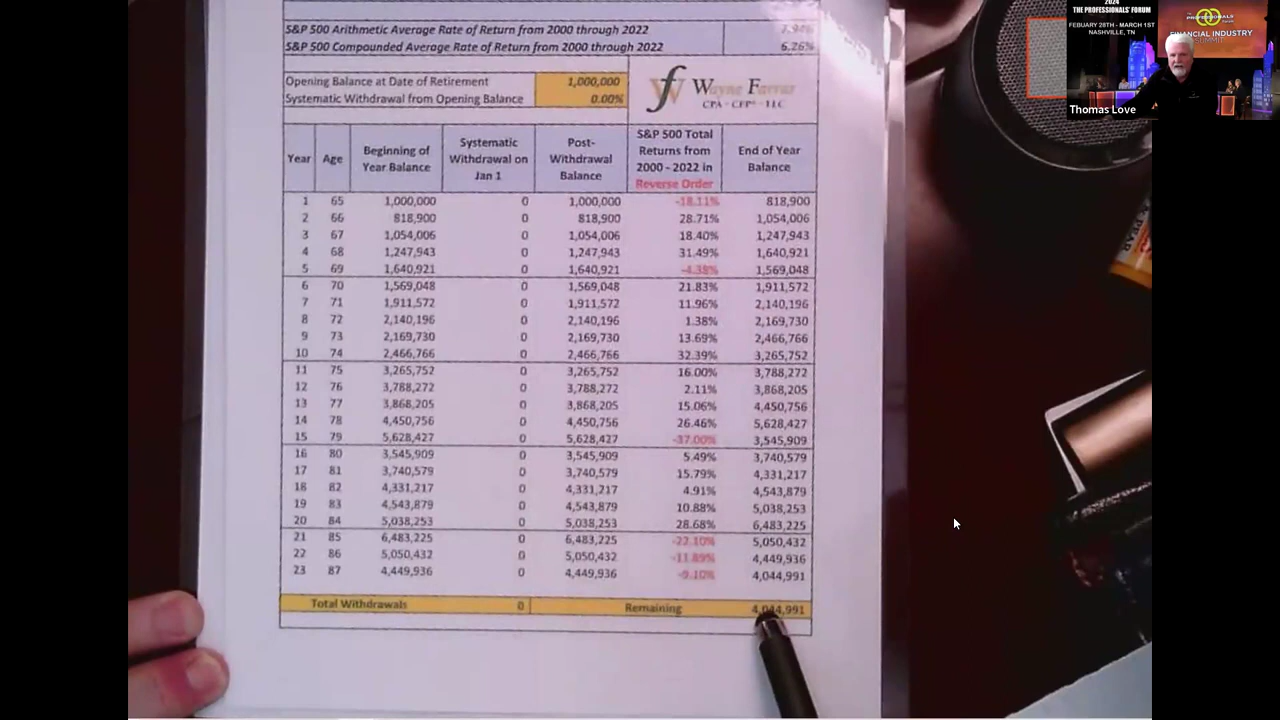 S&P 500 Arithmetic Average Rate of Return from 2000 through 2022 7.94%
S&P 500 Compounded Average Rate of Return from 2000 through 2022 6.26%
Opening Balance at Date of Retirement 1,000,000
Systematic Withdrawal from Opening Balance 0.00%
Wayne Farras
CPA - CFP® - LLC
Year Age Beginning of Year Balance Systematic Withdrawal on Jan 1 Post-Withdrawal Balance S&P 500 Total Returns from 2000 - 2022 in Reverse Order End of Year Balance
1 65 1,000,000 0 1,000,000 -18.11% 818,900
2 66 818,900 0 818,900 28.71% 1,054,006
3 67 1,054,006 0 1,054,006 18.40% 1,247,943
4 68 1,247,943 0 1,247,943 31.49% 1,640,921
5 69 1,640,921 0 1,640,921 -4.38% 1,569,048
6 70 1,569,048 0 1,569,048 21.83% 1,911,572
7 71 1,911,572 0 1,911,572 11.96% 2,140,196
8 72 2,140,196 0 2,140,196 1.38% 2,169,730
9 73 2,169,730 0 2,169,730 13.69% 2,466,766
10 74 2,466,766 0 2,466,766 32.39% 3,265,752
11 75 3,265,752 0 3,265,752 16.00% 3,788,272
12 76 3,788,272 0 3,788,272 2.11% 3,868,205
13 77 3,868,205 0 3,868,205 15.06% 4,450,756
14 78 4,450,756 0 4,450,756 26.46% 5,628,427
15 79 5,628,427 0 5,628,427 -37.00% 3,545,909
16 80 3,545,909 0 3,545,909 5.49% 3,740,579
17 81 3,740,579 0 3,740,579 15.79% 4,331,217
18 82 4,331,217 0 4,331,217 4.91% 4,543,879
19 83 4,543,879 0 4,543,879 10.88% 5,038,253
20 84 5,038,253 0 5,038,253 28.68% 6,483,225
21 85 6,483,225 0 6,483,225 -22.10% 5,050,432
22 86 5,050,432 0 5,050,432 -11.89% 4,449,936
23 87 4,449,936 0 4,449,936 -9.10% 4,044,991
Total Withdrawals 0 Remaining 4,044,991
2024
THE PROFESSIONALS' FORUM
FEBUARY 28TH - MARCH 1ST
NASHVILLE, TN
FINANCIAL INDUSTRY
SUMMIT
Thomas Love